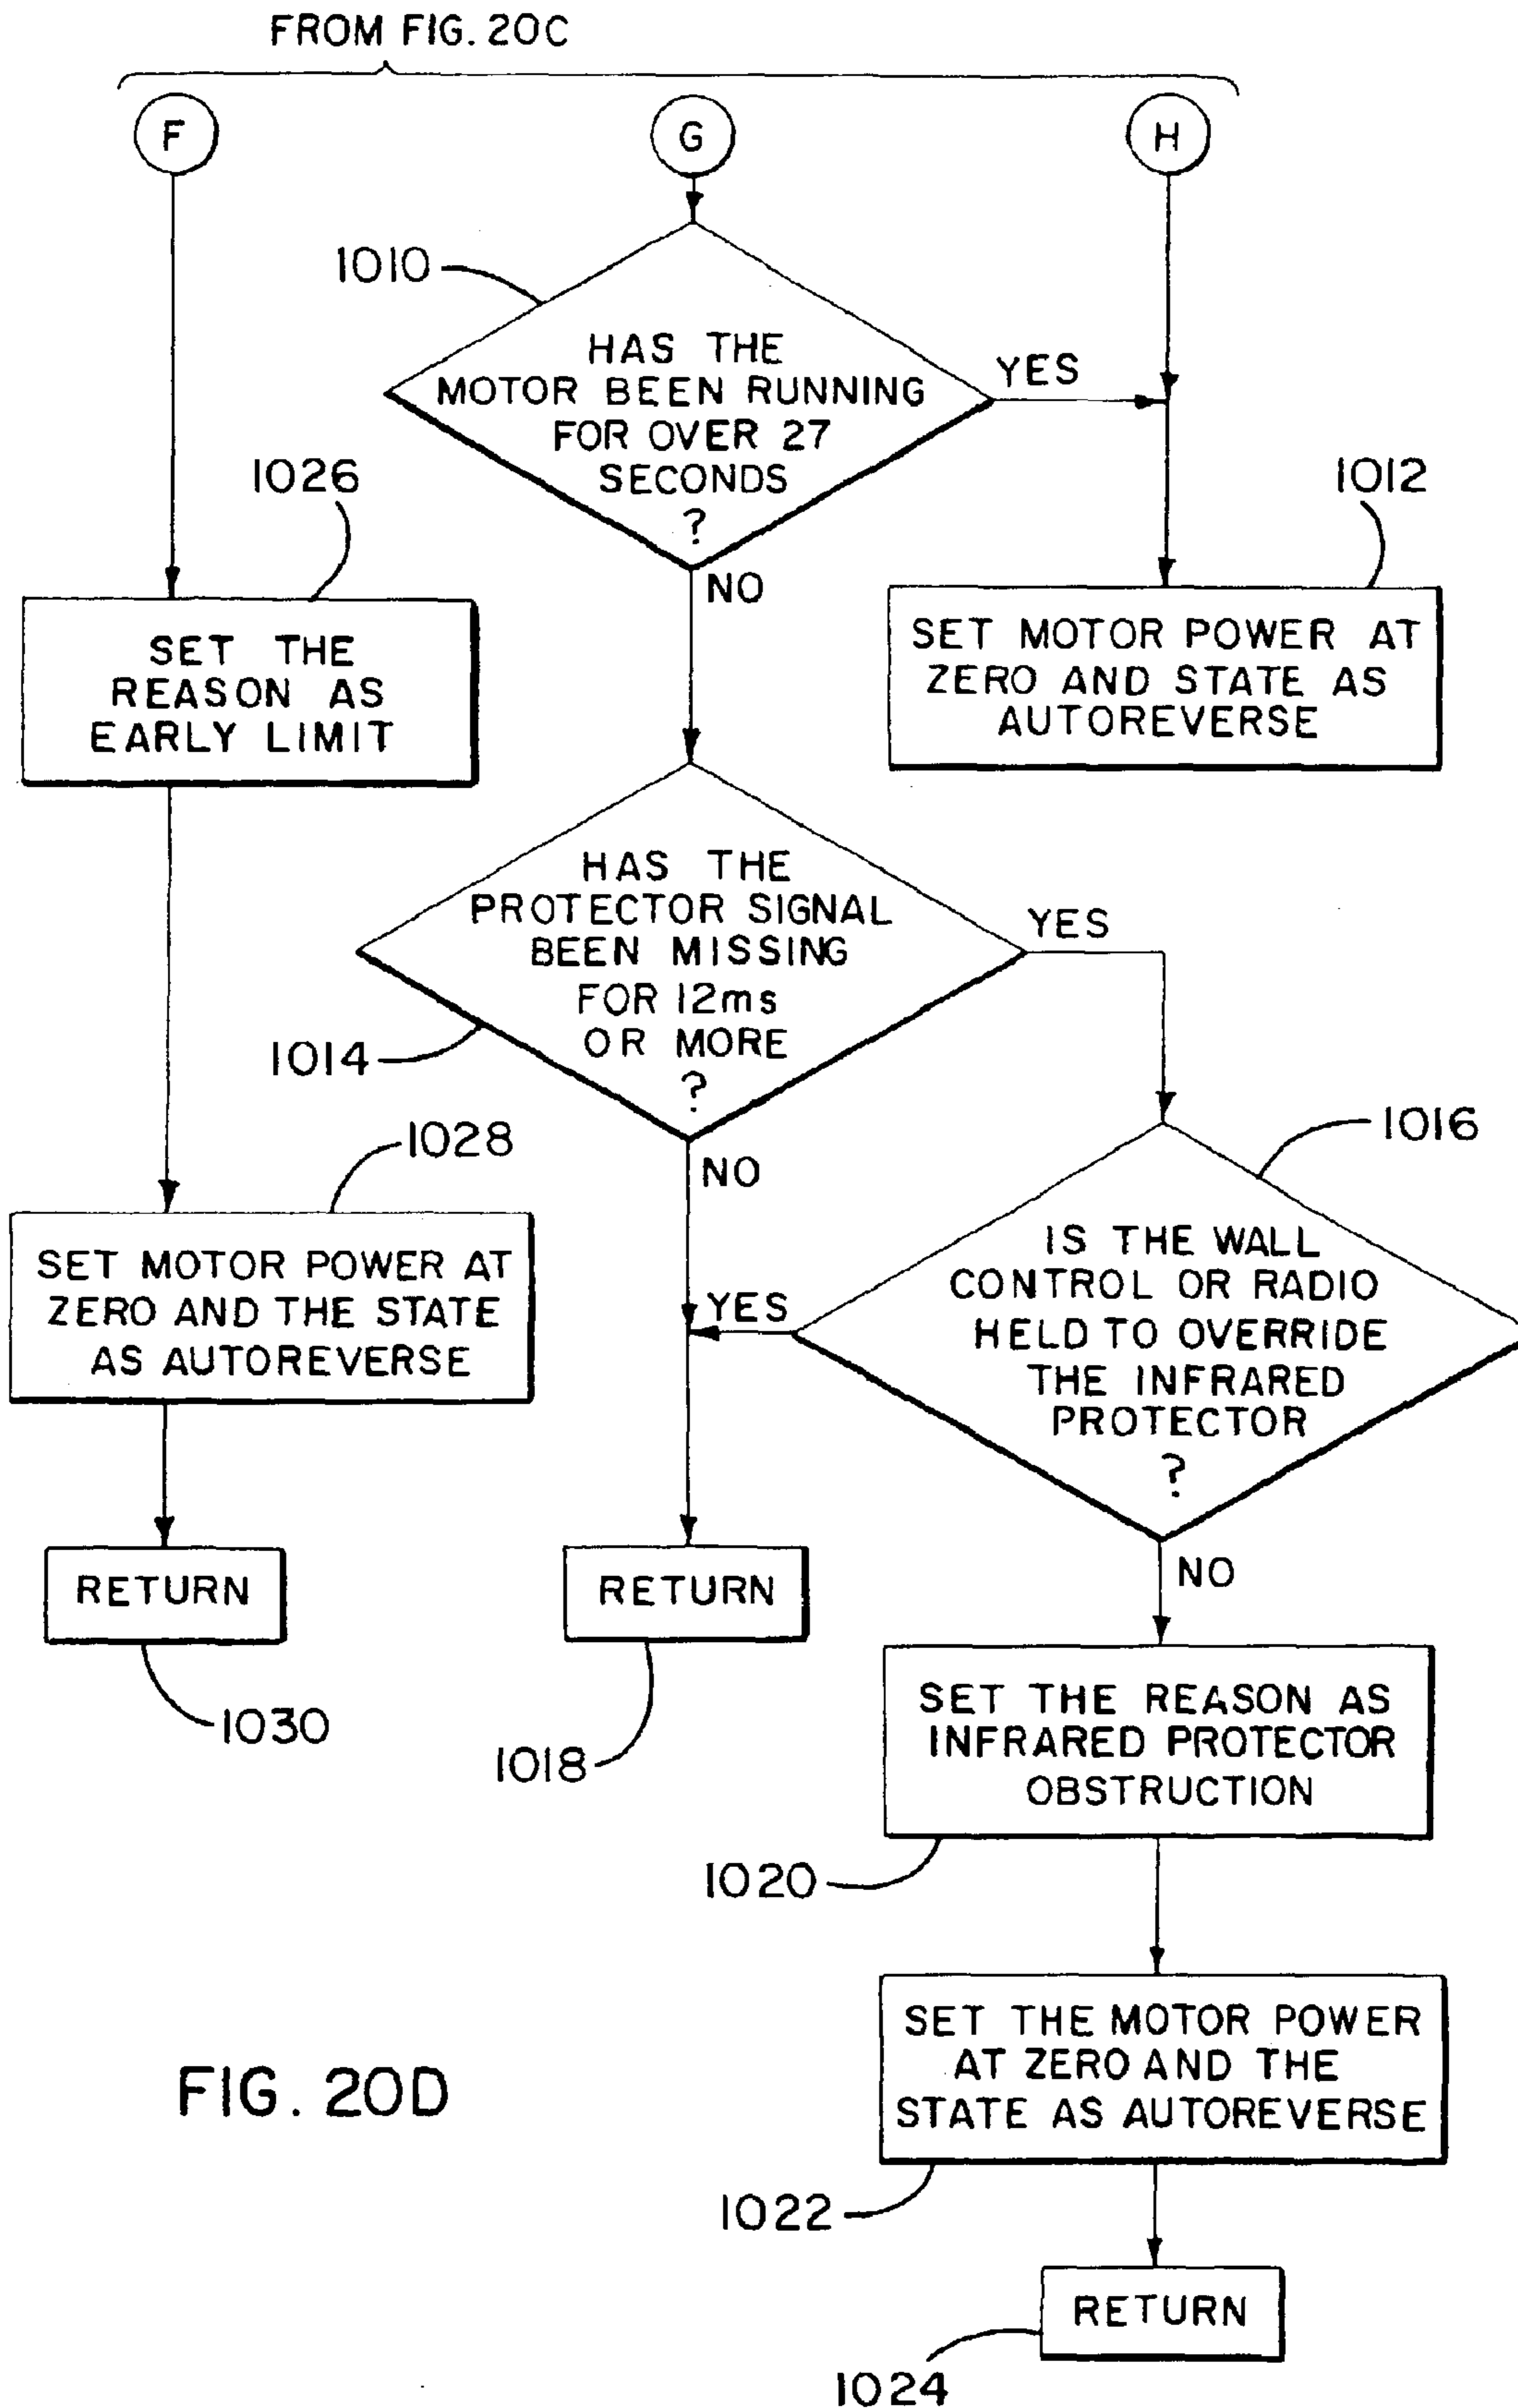 FROM FIG. 20C
F
G
H
1010
HAS THE
MOTOR BEEN RUNNING
FOR OVER 27
SECONDS
?
YES
NO
1026
SET THE
REASON AS
EARLY LIMIT
1012
SET MOTOR POWER AT
ZERO AND STATE AS
AUTOREVERSE
HAS THE
PROTECTOR SIGNAL
BEEN MISSING
FOR 12ms
OR MORE
?
YES
1014
NO
1028
SET MOTOR POWER AT
ZERO AND THE STATE
AS AUTOREVERSE
1016
IS THE WALL
CONTROL OR RADIO
HELD TO OVERRIDE
THE INFRARED
PROTECTOR
?
YES
NO
RETURN
1030
RETURN
1018
SET THE REASON AS
INFRARED PROTECTOR
OBSTRUCTION
1020
SET THE MOTOR POWER
AT ZERO AND THE
STATE AS AUTOREVERSE
1022
RETURN
1024
FIG. 20D